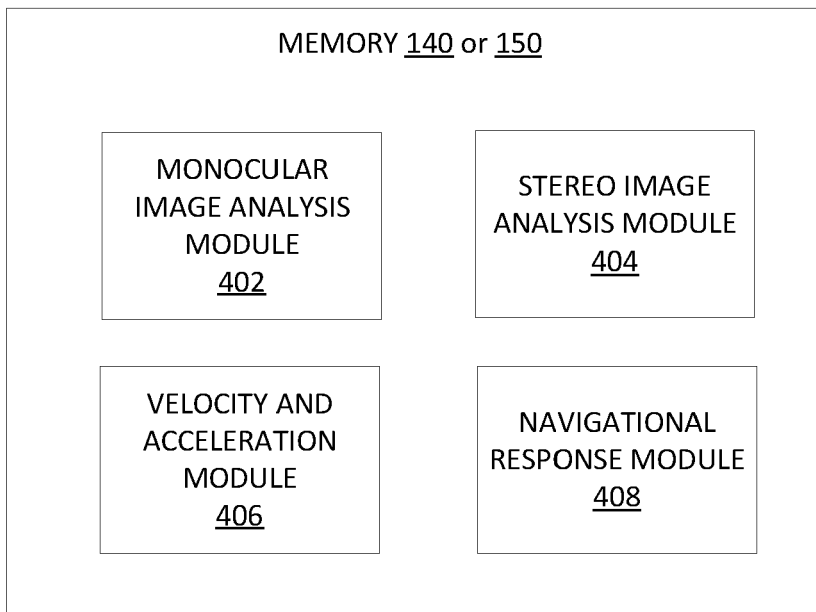 MEMORY 140 or 150
MONOCULAR
IMAGE ANALYSIS
MODULE
402
STEREO IMAGE
ANALYSIS MODULE
404
VELOCITY AND
ACCELERATION
MODULE
406
NAVIGATIONAL
RESPONSE MODULE
408